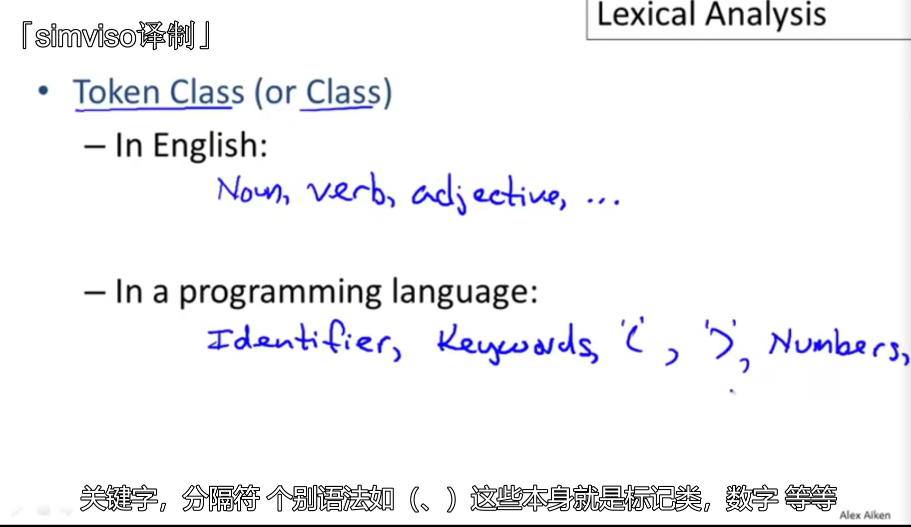 Lexical Analysis
「simviso译制」
• Token Class (or Class)
– In English:
Noun, verb, adjective, ...
– In a programming language:
Identifier, Keywords, '(', ')', Numbers,
关键字，分隔符 个别语法如（、）这些本身就是标记类，数字 等等
Alex Aiken